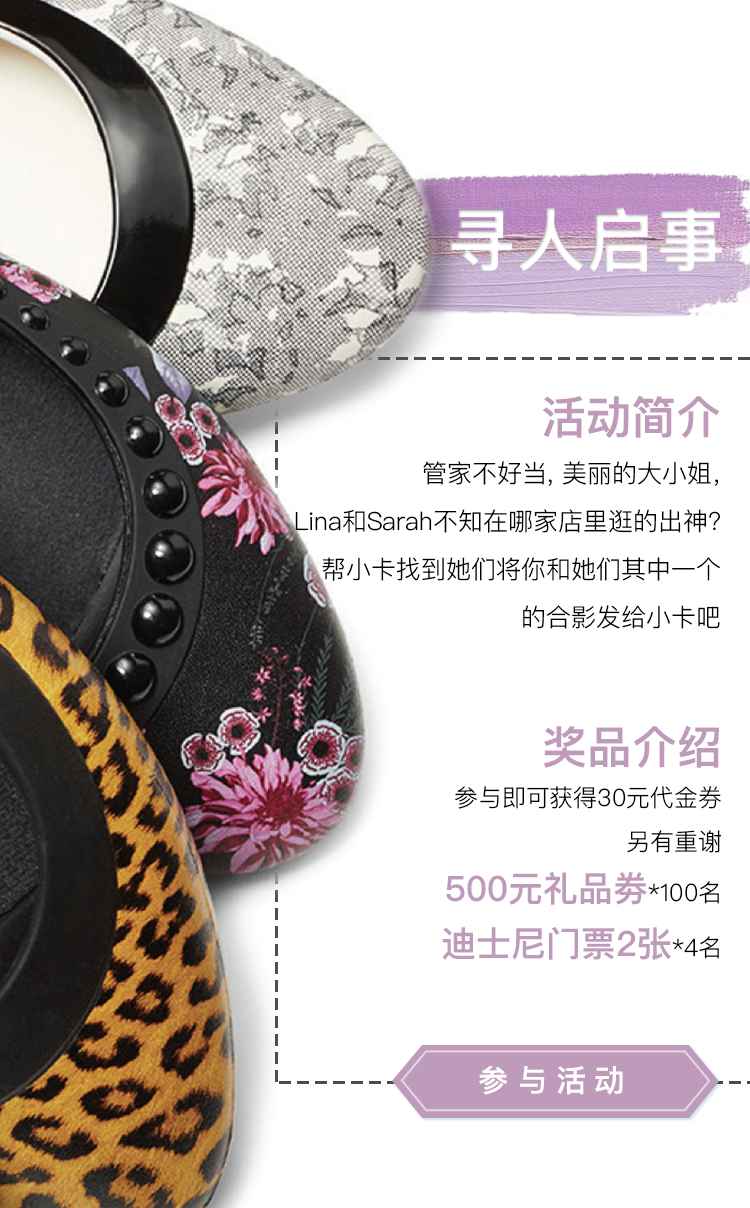 寻人启事
活动简介
管家不好当, 美丽的大小姐,
Lina和Sarah不知在哪家店里逛的出神?
帮小卡找到她们将你和她们其中一个
的合影发给小卡吧
奖品介绍
参与即可获得30元代金券
另有重谢
500元礼品劵*100名
迪士尼门票2张*4名
参与活动